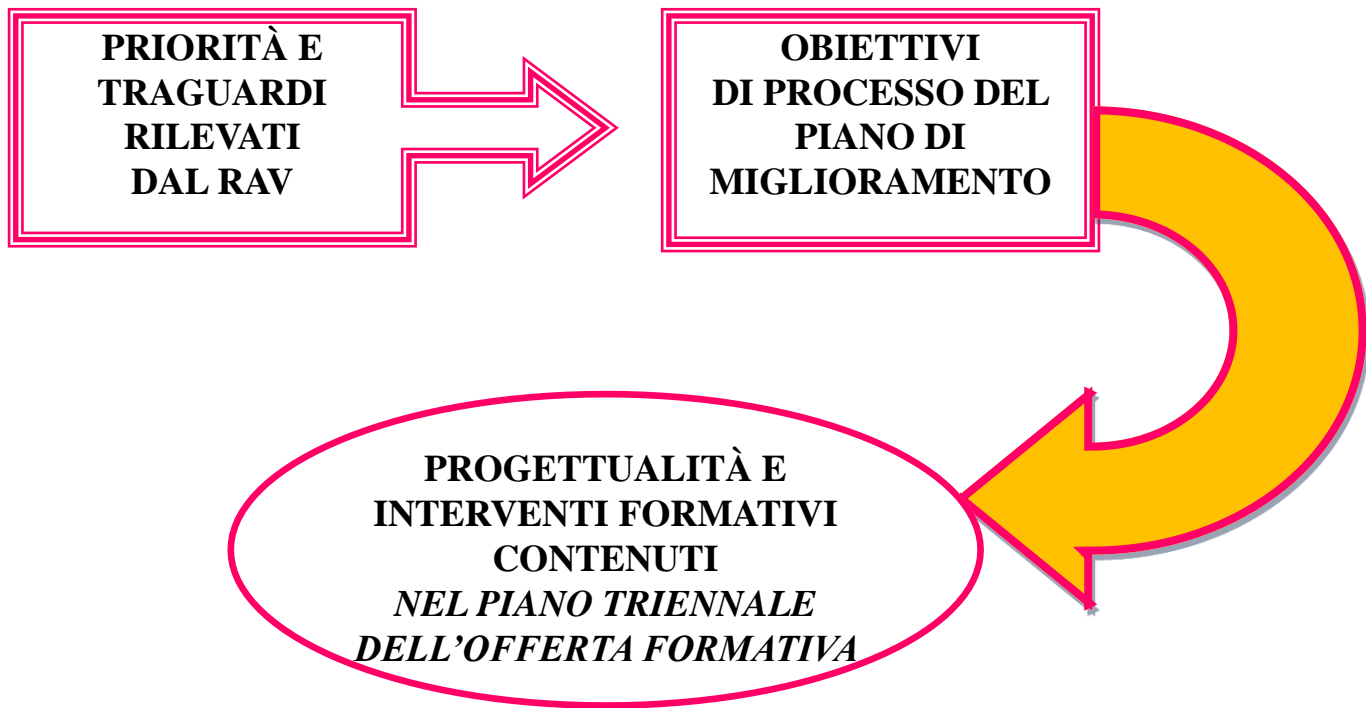 PRIORITÀ E
TRAGUARDI
RILEVATI
DAL RAV
OBIETTIVI
DI PROCESSO DEL
PIANO DI
MIGLIORAMENTO
PROGETTUALITÀ E
INTERVENTI FORMATIVI
CONTENUTI
NEL PIANO TRIENNALE
DELL’OFFERTA FORMATIVA